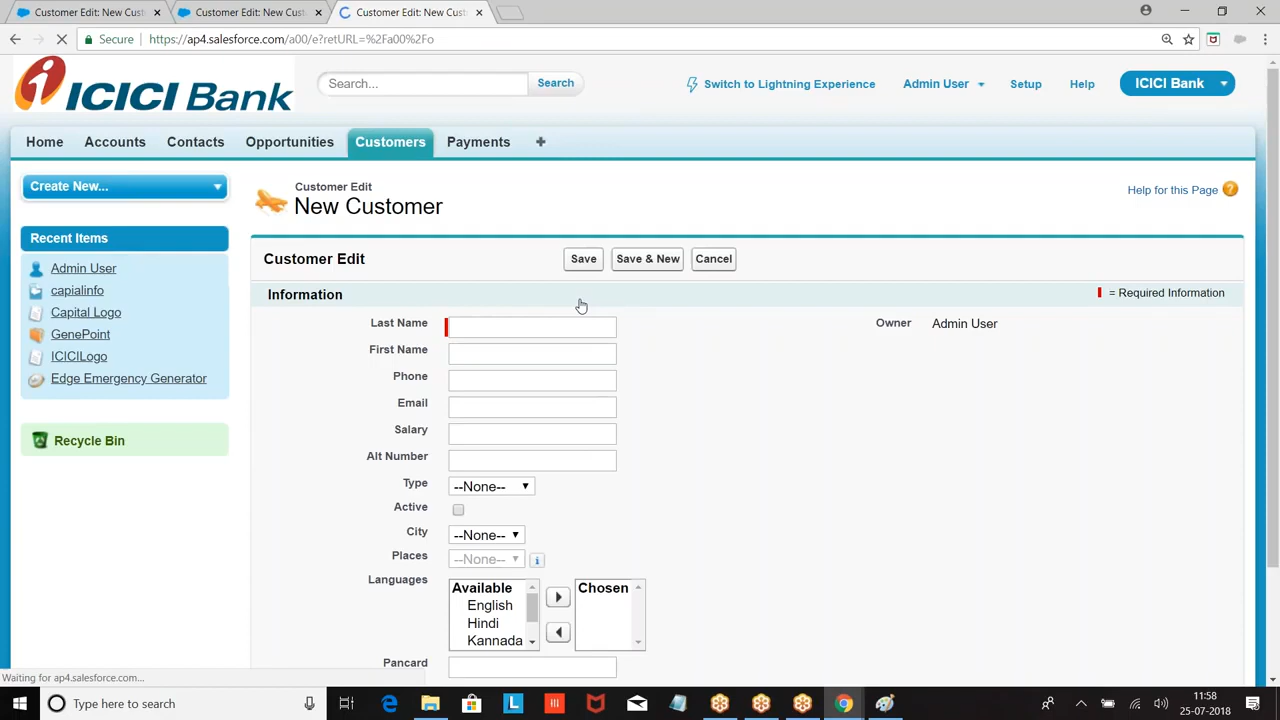 Customer Edit: New Custo
Customer Edit: New Custo
Customer Edit: New Custo
Secure
https://ap4.salesforce.com/a00/e?retURL=%2Fa00%2Fo
ICICI Bank
Search...
Search
Switch to Lightning Experience
Admin User
Setup
Help
ICICI Bank
Home
Accounts
Contacts
Opportunities
Customers
Payments
Create New...
Customer Edit
New Customer
Help for this Page
Recent Items
Admin User
capialinfo
Capital Logo
GenePoint
ICICILogo
Edge Emergency Generator
Recycle Bin
Customer Edit
Save
Save & New
Cancel
Information
= Required Information
Last Name
Owner
Admin User
First Name
Phone
Email
Salary
Alt Number
Type
--None--
Active
City
--None--
Places
--None--
Languages
Available
Chosen
English
Hindi
Kannada
Pancard
Waiting for ap4.salesforce.com...
Type here to search
11:58
25-07-2018